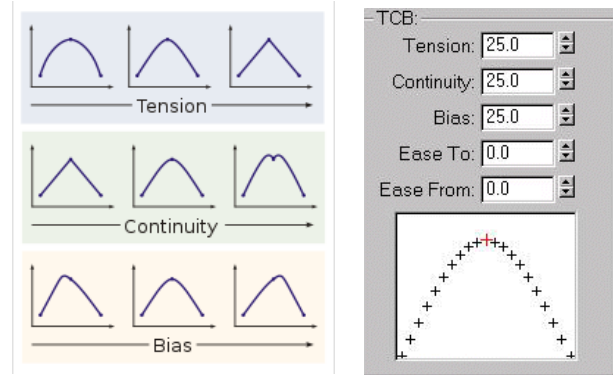 Tension
Continuity
Bias
TCB:
Tension: 25.0
Continuity: 25.0
Bias: 25.0
Ease To: 0.0
Ease From: 0.0